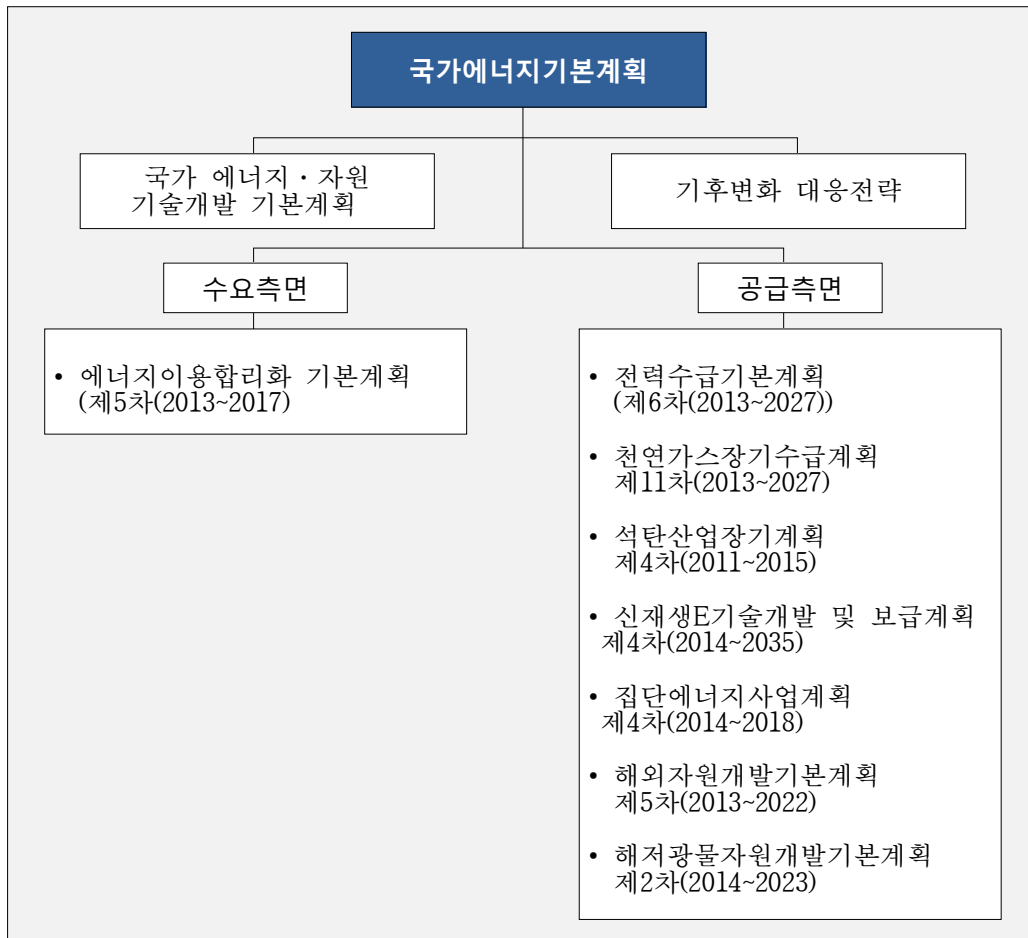 국가에너지기본계획
국가 에너지・자원
기술개발 기본계획
기후변화 대응전략
수요측면
공급측면
• 에너지이용합리화 기본계획
(제5차(2013~2017)
• 전력수급기본계획
(제6차(2013~2027))
• 천연가스장기수급계획
제11차(2013~2027)
• 석탄산업장기계획
제4차(2011~2015)
• 신재생E기술개발 및 보급계획
제4차(2014~2035)
• 집단에너지사업계획
제4차(2014~2018)
• 해외자원개발기본계획
제5차(2013~2022)
• 해저광물자원개발기본계획
제2차(2014~2023)